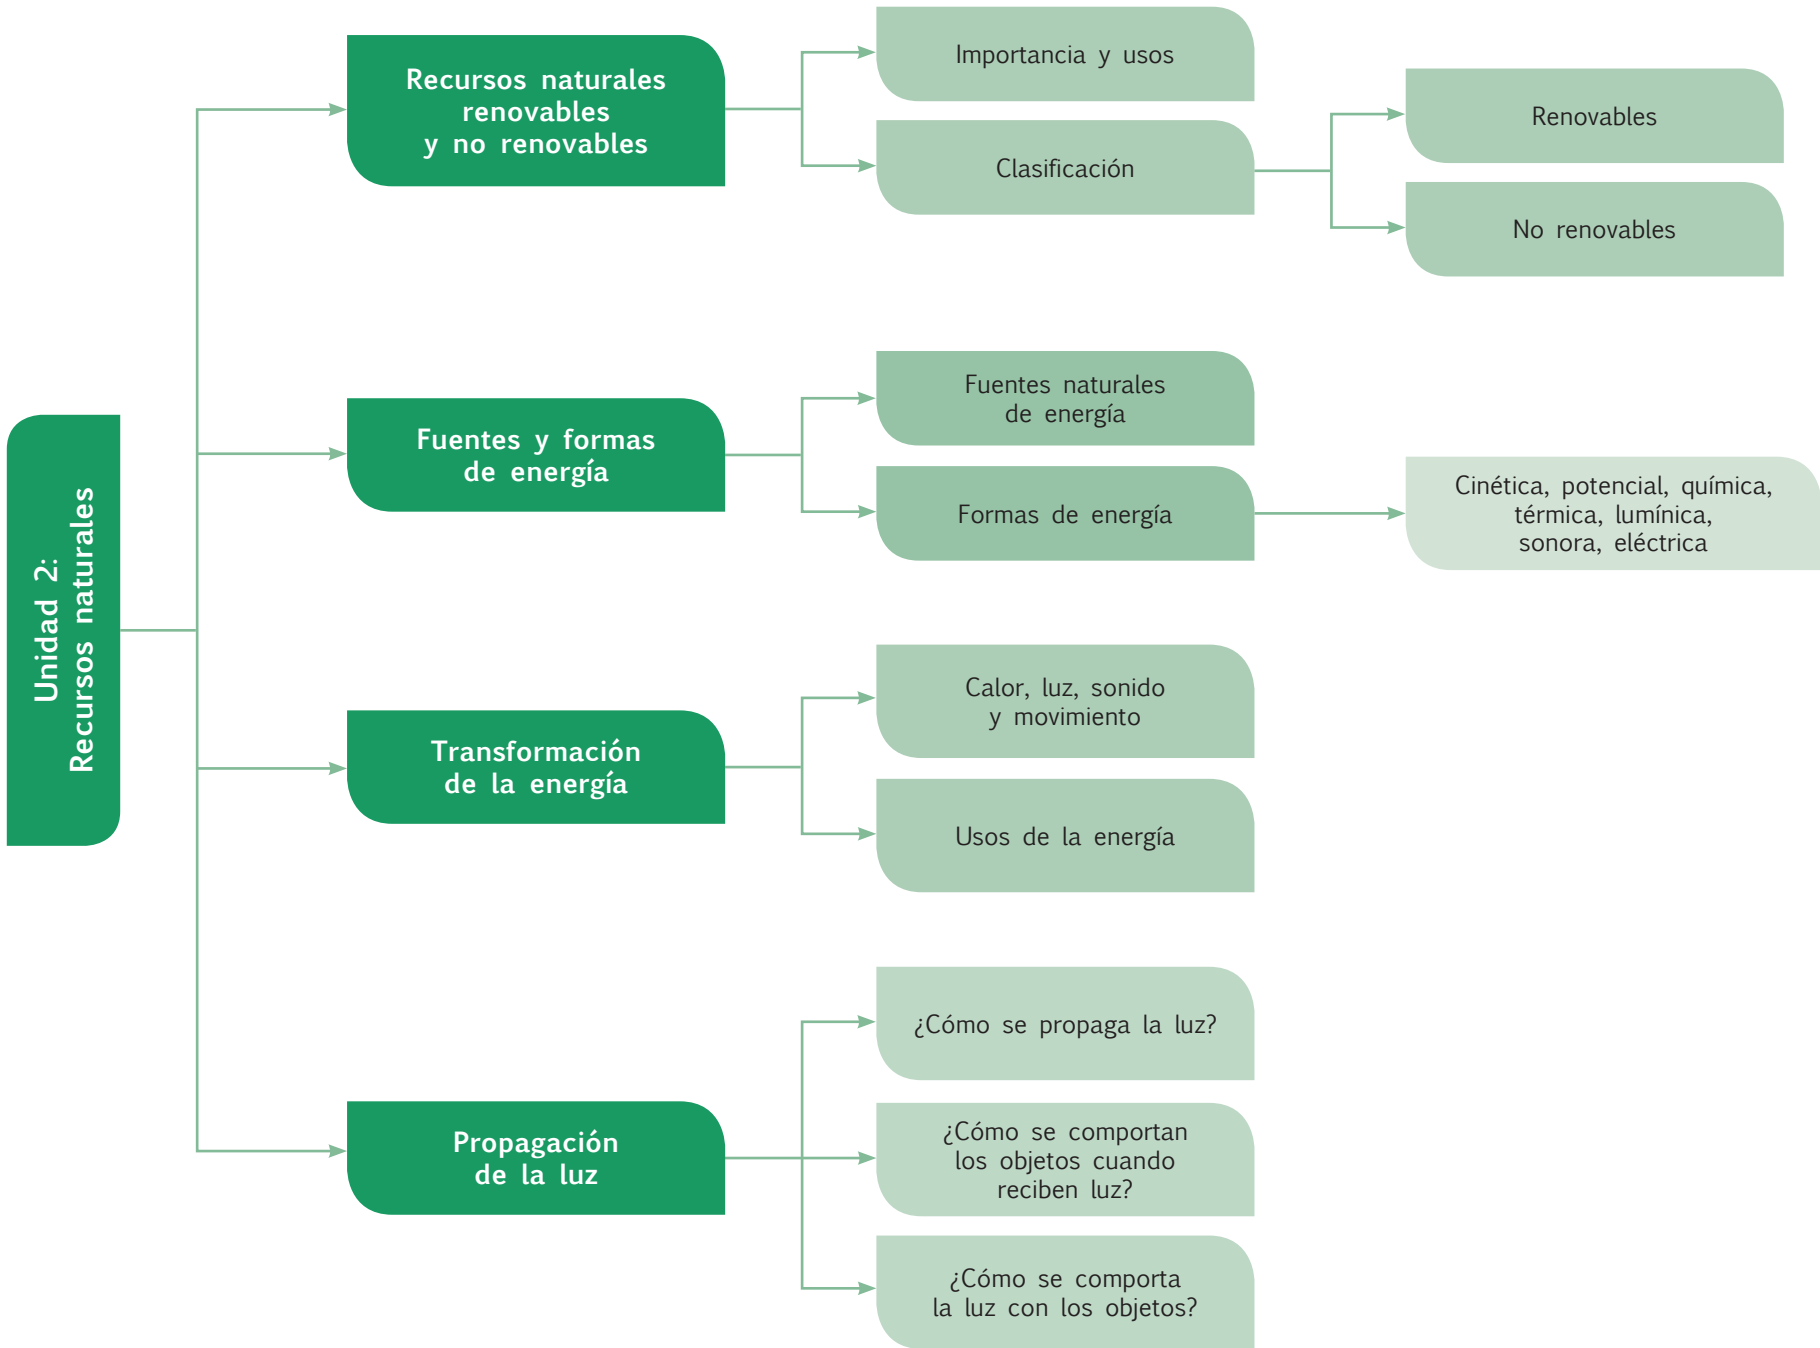 Unidad 2:
Recursos naturales
Recursos naturales
renovables
y no renovables
Importancia y usos
Clasificación
Renovables
No renovables
Fuentes y formas
de energía
Fuentes naturales
de energía
Formas de energía
Cinética, potencial, química,
térmica, lumínica,
sonora, eléctrica
Transformación
de la energía
Calor, luz, sonido
y movimiento
Usos de la energía
Propagación
de la luz
¿Cómo se propaga la luz?
¿Cómo se comportan
los objetos cuando
reciben luz?
¿Cómo se comporta
la luz con los objetos?